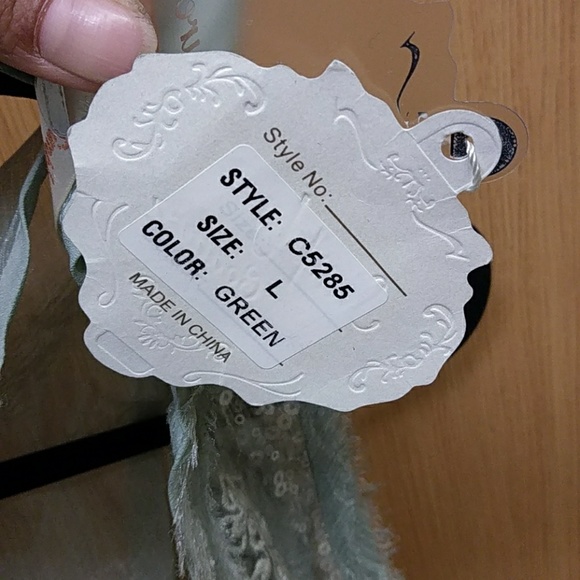 Style No:
STYLE: C5285
SIZE: L
COLOR: GREEN
MADE IN CHINA